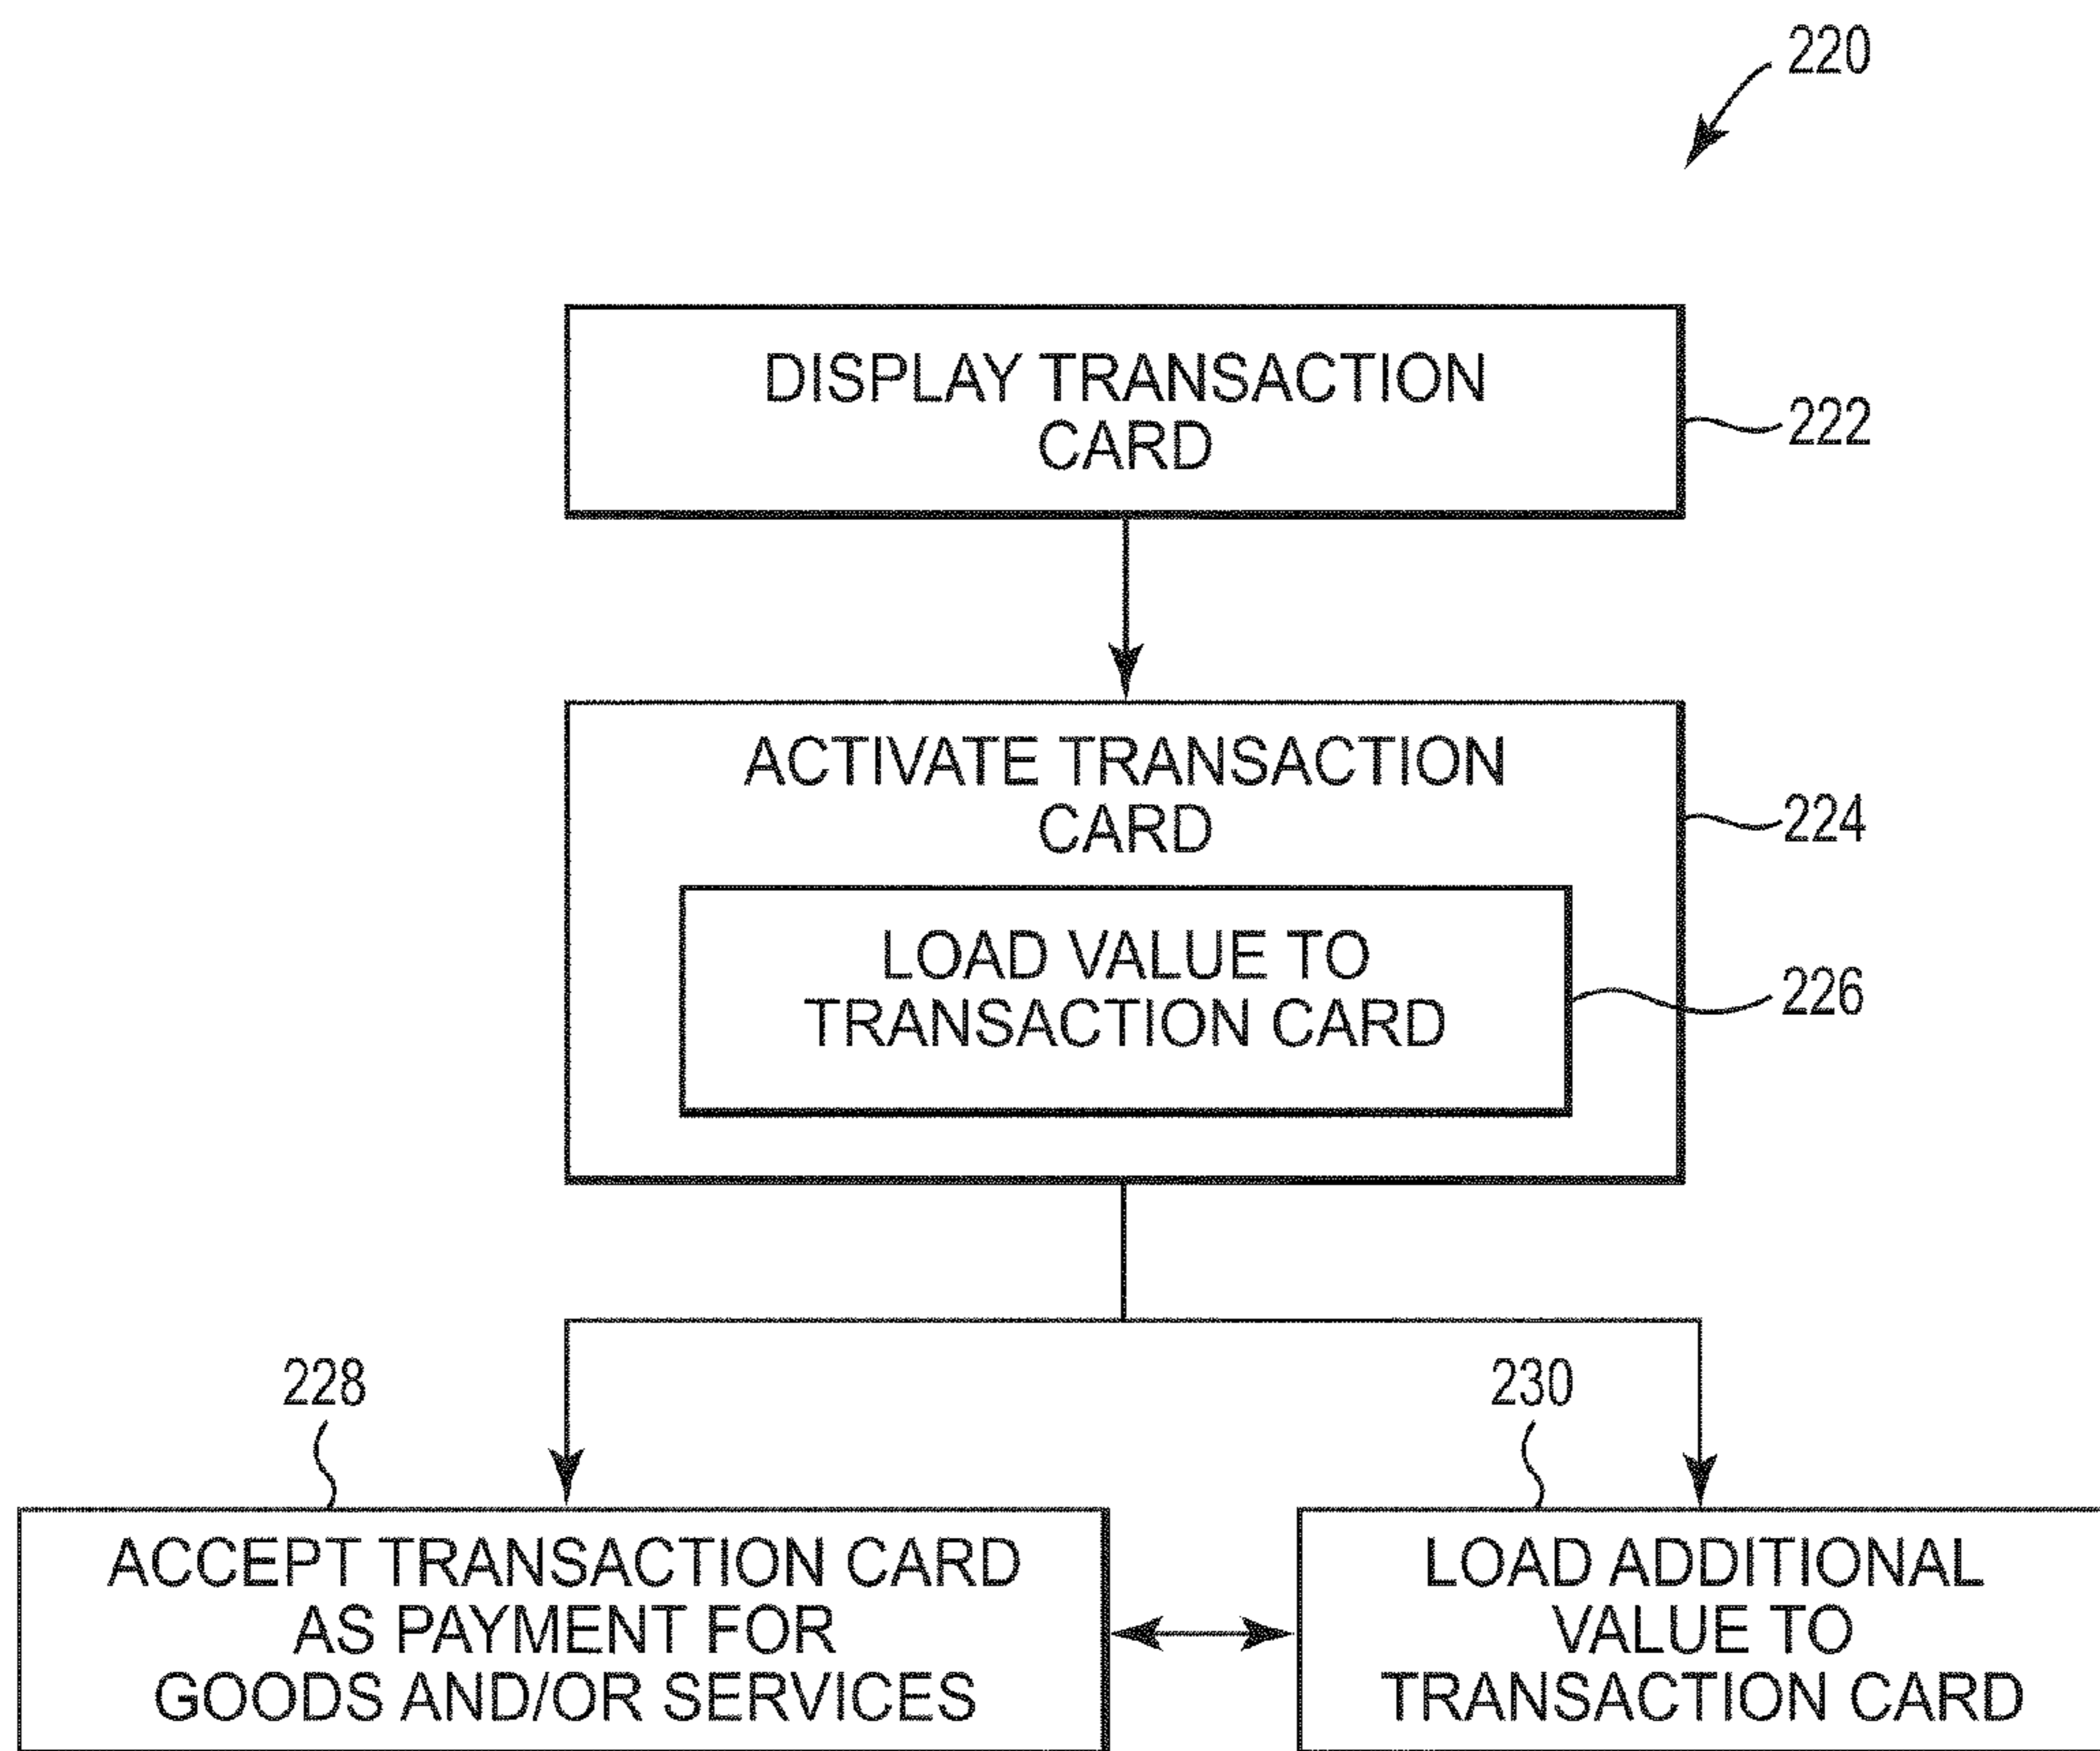 220
DISPLAY TRANSACTION
CARD
222
ACTIVATE TRANSACTION
CARD
224
LOAD VALUE TO
TRANSACTION CARD
226
228
230
ACCEPT TRANSACTION CARD
AS PAYMENT FOR
GOODS AND/OR SERVICES
LOAD ADDITIONAL
VALUE TO
TRANSACTION CARD